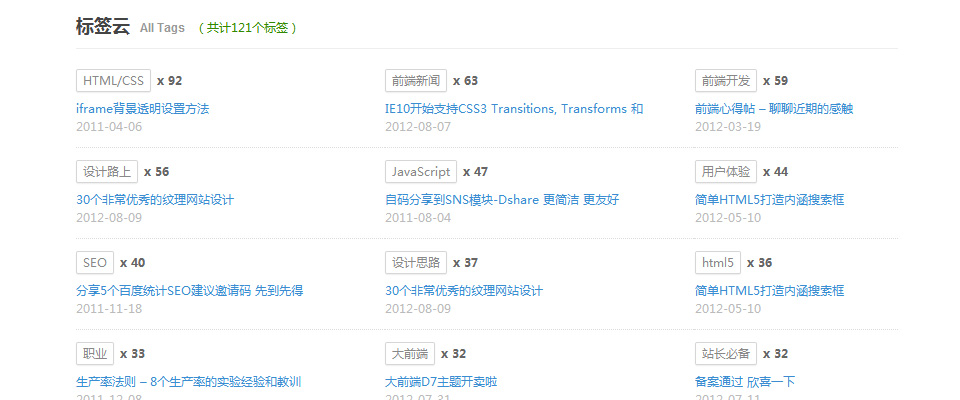 标签云 All Tags （共计121个标签）
HTML/CSS x 92
iframe背景透明设置方法
2011-04-06
前端新闻 x 63
IE10开始支持CSS3 Transitions, Transforms 和
2012-08-07
前端开发 x 59
前端心得帖 – 聊聊近期的感触
2012-03-19
设计路上 x 56
30个非常优秀的纹理网站设计
2012-08-09
JavaScript x 47
自码分享到SNS模块-Dshare 更简洁 更友好
2011-08-04
用户体验 x 44
简单HTML5打造内涵搜索框
2012-05-10
SEO x 40
分享5个百度统计SEO建议邀请码 先到先得
2011-11-18
设计思路 x 37
30个非常优秀的纹理网站设计
2012-08-09
html5 x 36
简单HTML5打造内涵搜索框
2012-05-10
职业 x 33
生产率法则 – 8个生产率的实验经验和教训
2011-12-08
大前端 x 32
大前端D7主题开卖啦
2012-07-31
站长必备 x 32
备案通过 欣喜一下
2012-07-11